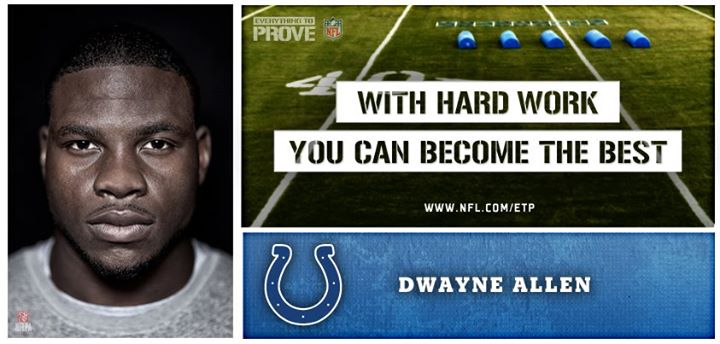 EVERYTHING TO
PROVE
NFL
40
WITH HARD WORK
YOU CAN BECOME THE BEST
WWW.NFL.COM/ETP
DWAYNE ALLEN
NFLPA